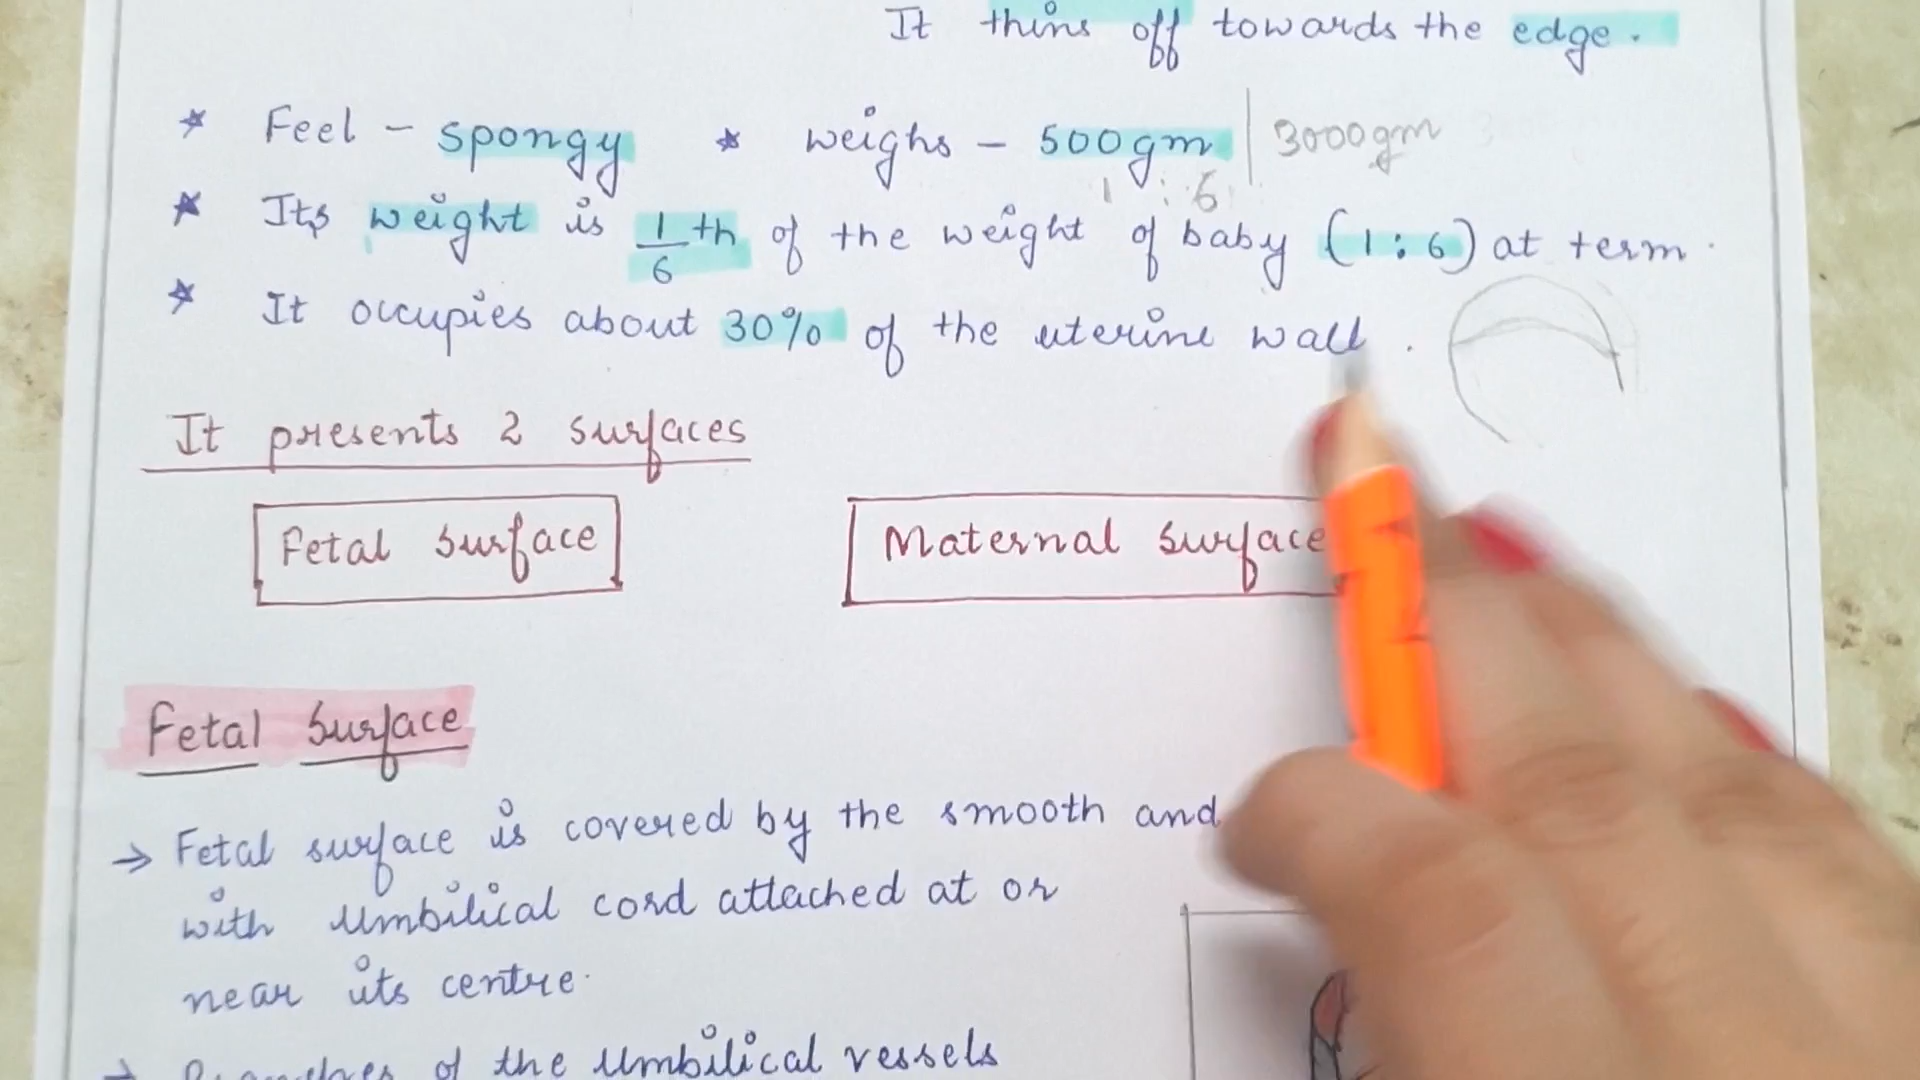 It thins off towards the edge.
* Feel - spongy * weighs - 500gm | 3000gm
1 : 6
* Its weight is 1/6 th of the weight of baby (1:6) at term.
* It occupies about 30% of the uterine wall.
It presents 2 surfaces
Fetal surface Maternal surface
Fetal Surface
→ Fetal surface is covered by the smooth and
with umbilical cord attached at or
near its centre.
→ Branches of the umbilical vessels